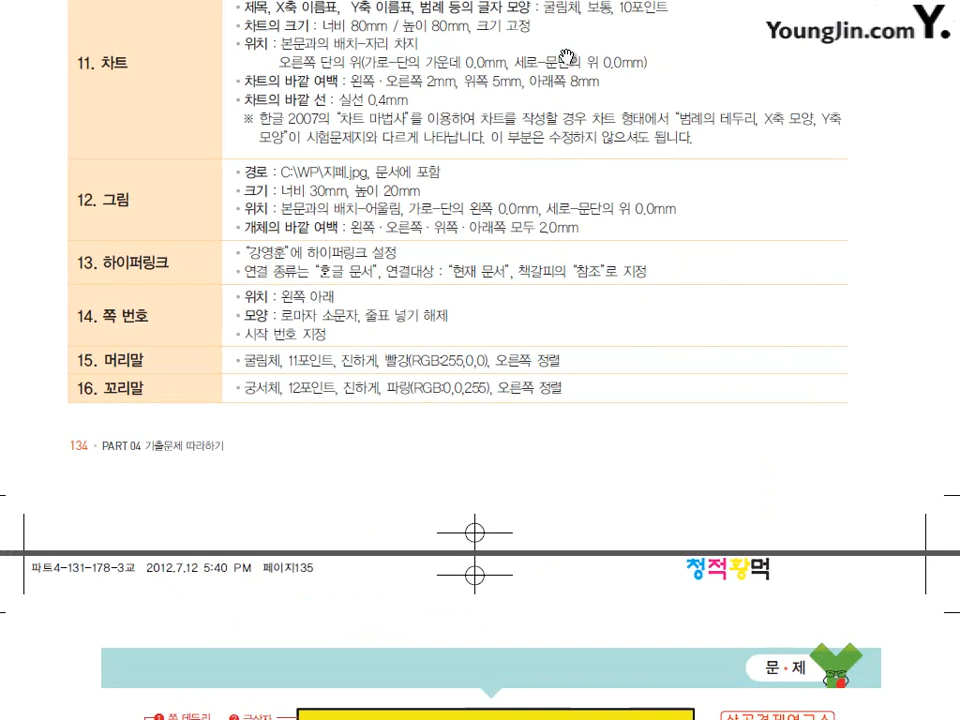 제목, X축 이름표, Y축 이름표, 범례 등의 글자 모양 : 굴림체, 보통, 10포인트
YoungJin.com Y.
• 차트의 크기 : 너비 80mm / 높이 80mm, 크기 고정
• 위치 : 본문과의 배치-자리 차지
11. 차트
오른쪽 단의 위(가로-단의 가운데 0.0mm, 세로-문단의 위 0.0mm)
• 차트의 바깥 여백 : 왼쪽 · 오른쪽 2mm, 위쪽 5mm, 아래쪽 8mm
• 차트의 바깥 선 : 실선 0.4mm
※ 한글 2007의 “차트 마법사”를 이용하여 차트를 작성할 경우 차트 형태에서 “범례의 테두리, X축 모양, Y축
모양”이 시험문제지와 다르게 나타납니다. 이 부분은 수정하지 않으셔도 됩니다.
12. 그림
• 경로 : C:\WP\지폐.jpg, 문서에 포함
• 크기 : 너비 30mm, 높이 20mm
• 위치 : 본문과의 배치-어울림, 가로-단의 왼쪽 0.0mm, 세로-문단의 위 0.0mm
• 개체의 바깥 여백 : 왼쪽 · 오른쪽 · 위쪽 · 아래쪽 모두 2.0mm
13. 하이퍼링크
• “강영훈”에 하이퍼링크 설정
• 연결 종류는 “ᄒᆞᆫ글 문서”, 연결대상 : “현재 문서”, 책갈피의 “참조”로 지정
14. 쪽 번호
• 위치 : 왼쪽 아래
• 모양 : 로마자 소문자, 줄표 넣기 해제
• 시작 번호 지정
15. 머리말
• 굴림체, 11포인트, 진하게, 빨강(RGB:255,0,0), 오른쪽 정렬
16. 꼬리말
• 궁서체, 12포인트, 진하게, 파랑(RGB:0,0,255), 오른쪽 정렬
134 • PART 04 기출문제 따라하기
파트4-131-178-3교 2012.7.12 5:40 PM 페이지135
청적황먹
문·제
❶ 쪽 테두리 ❷ 글상자
상공경제연구소